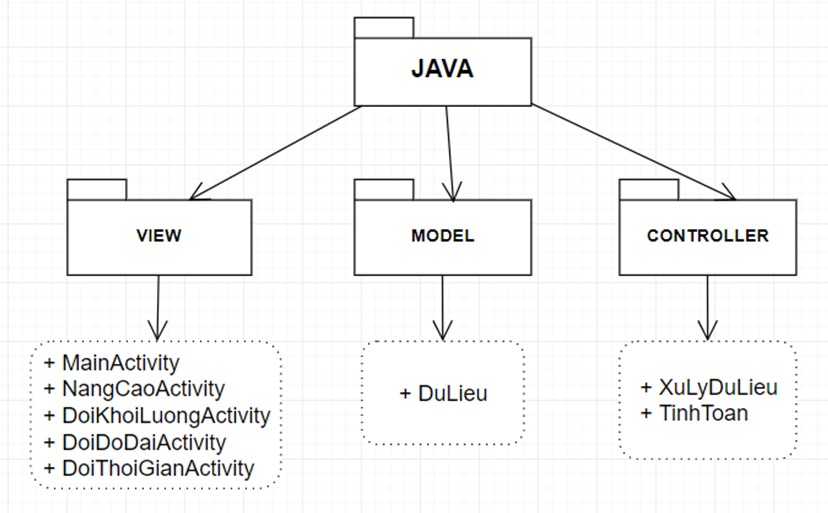 JAVA
VIEW
MODEL
CONTROLLER
+ MainActivity
+ NangCaoActivity
+ DoiKhoiLuongActivity
+ DoiDoDaiActivity
+ DoiThoiGianActivity
+ DuLieu
+ XuLyDuLieu
+ TinhToan